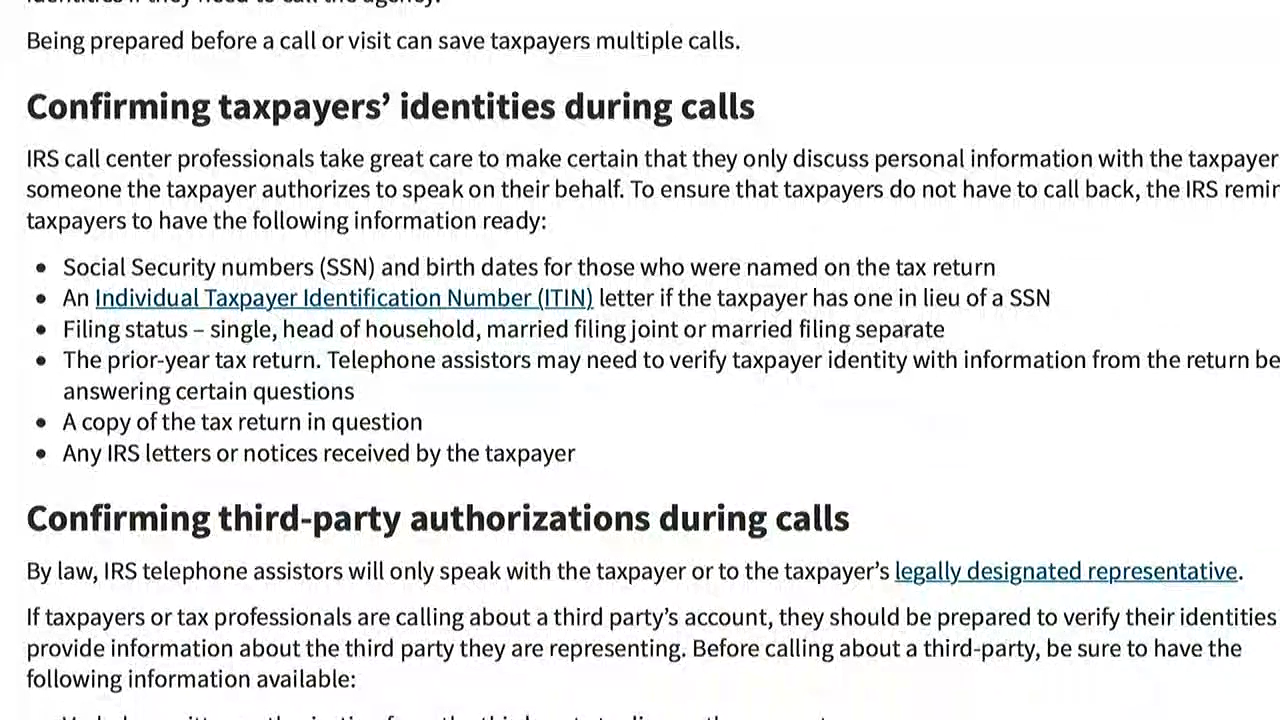 Being prepared before a call or visit can save taxpayers multiple calls.
Confirming taxpayers’ identities during calls
IRS call center professionals take great care to make certain that they only discuss personal information with the taxpayer
someone the taxpayer authorizes to speak on their behalf. To ensure that taxpayers do not have to call back, the IRS
taxpayers to have the following information ready:
• Social Security numbers (SSN) and birth dates for those who were named on the tax return
• An Individual Taxpayer Identification Number (ITIN) letter if the taxpayer has one in lieu of a SSN
• Filing status – single, head of household, married filing joint or married filing separate
• The prior-year tax return. Telephone assistors may need to verify taxpayer identity with information from the return be
answering certain questions
• A copy of the tax return in question
• Any IRS letters or notices received by the taxpayer
Confirming third-party authorizations during calls
By law, IRS telephone assistors will only speak with the taxpayer or to the taxpayer’s legally designated representative.
If taxpayers or tax professionals are calling about a third party’s account, they should be prepared to verify their identities
provide information about the third party they are representing. Before calling about a third-party, be sure to have the
following information available: